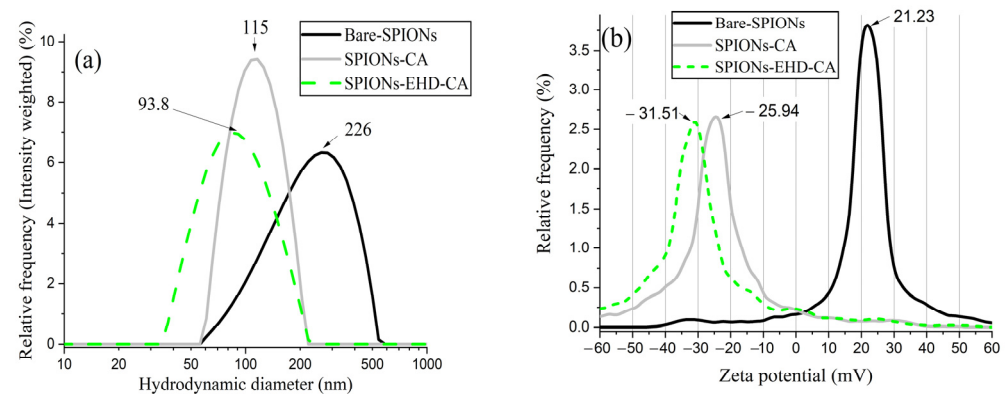 (a)
115
Bare-SPIONs
SPIONs-CA
SPIONs-EHD-CA
93.8
226
Relative frequency (Intensity weighted) (%)
10
8
6
4
2
0
10 20 50 100 200 500 1000
Hydrodynamic diameter (nm)
(b)
Bare-SPIONs
SPIONs-CA
SPIONs-EHD-CA
21.23
−31.51
−25.94
Relative frequency (%)
3.5
3.0
2.5
2.0
1.5
1.0
0.5
0.0
−60 −50 −40 −30 −20 −10 0 10 20 30 40 50 60
Zeta potential (mV)